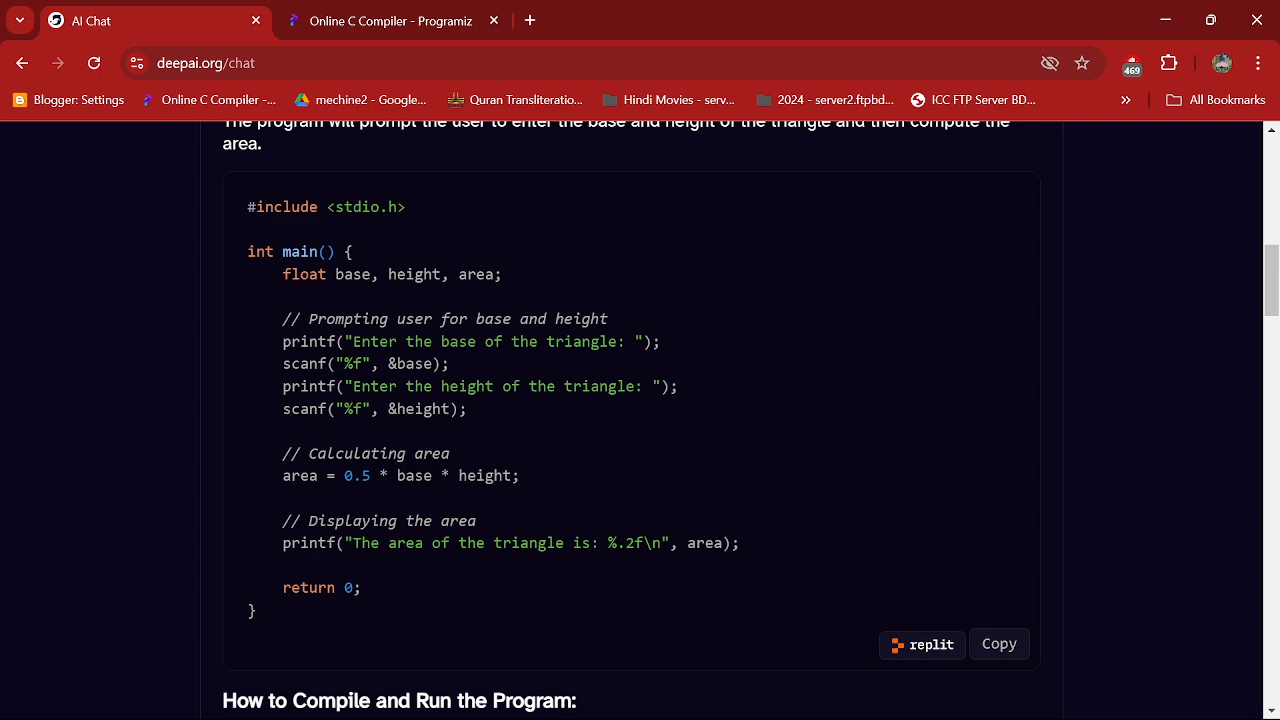 AI Chat
Online C Compiler - Programiz
deepai.org/chat
469
Blogger: Settings
Online C Compiler -...
mechine2 - Google...
Quran Transliteratio...
Hindi Movies - serv...
2024 - server2.ftpbd...
ICC FTP Server BD...
»
All Bookmarks
The program will prompt the user to enter the base and height of the triangle and then compute the
area.
#include <stdio.h>
int main() {
    float base, height, area;
    // Prompting user for base and height
    printf("Enter the base of the triangle: ");
    scanf("%f", &base);
    printf("Enter the height of the triangle: ");
    scanf("%f", &height);
    // Calculating area
    area = 0.5 * base * height;
    // Displaying the area
    printf("The area of the triangle is: %.2f\n", area);
    return 0;
}
replit
Copy
How to Compile and Run the Program: